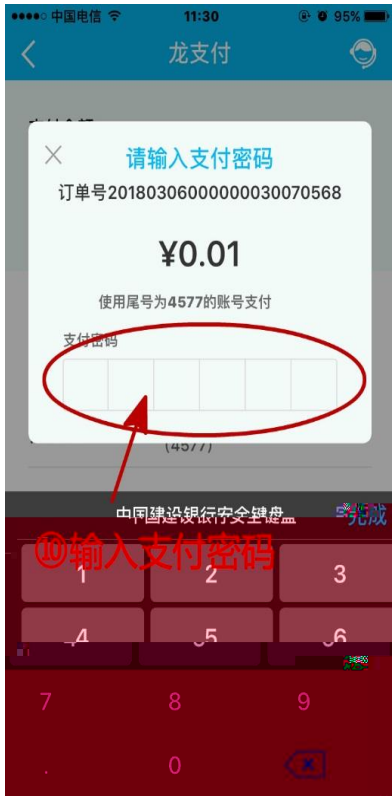 中国电信 11:30 95%
龙支付
请输入支付密码
订单号20180306000000030070568
¥0.01
使用尾号为4577的账号支付
支付密码
(4577)
中国建设银行安全键盘 完成
⑩输入支付密码
1 2 3
4 5 6
7 8 9
. 0